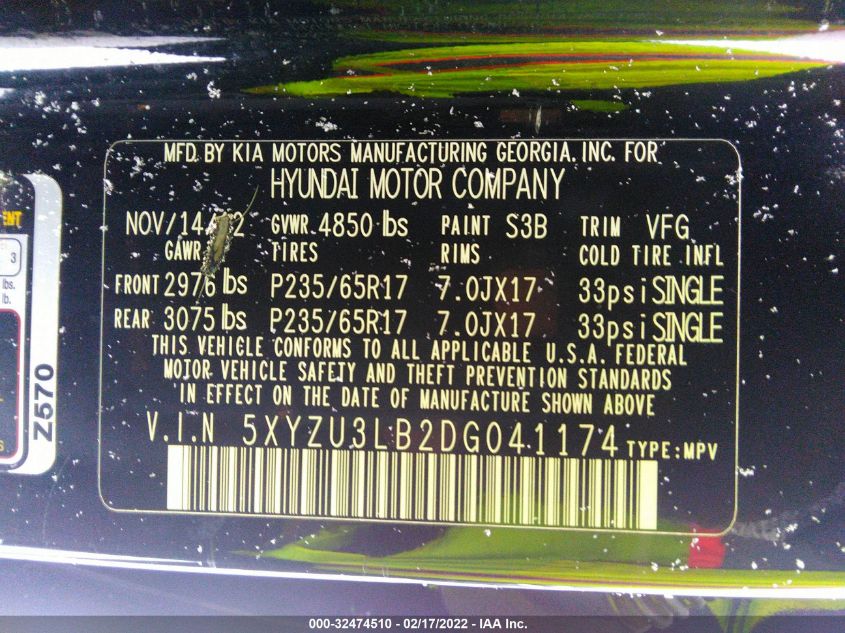 MFD. BY KIA MOTORS MANUFACTURING GEORGIA, INC. FOR
HYUNDAI MOTOR COMPANY
NOV/14 GVWR 4850 lbs PAINT S3B TRIM VFG
GAWR TIRES RIMS COLD TIRE INFL
FRONT 2976 lbs P235/65R17 7.0JX17 33psi SINGLE
REAR 3075 lbs P235/65R17 7.0JX17 33psi SINGLE
THIS VEHICLE CONFORMS TO ALL APPLICABLE U.S.A. FEDERAL
MOTOR VEHICLE SAFETY AND THEFT PREVENTION STANDARDS
IN EFFECT ON THE DATE OF MANUFACTURE SHOWN ABOVE
V.I.N 5XYZU3LB2DG041174 TYPE:MPV
3
lbs.
lb.
Z570
000-32474510 - 02/17/2022 - IAA Inc.